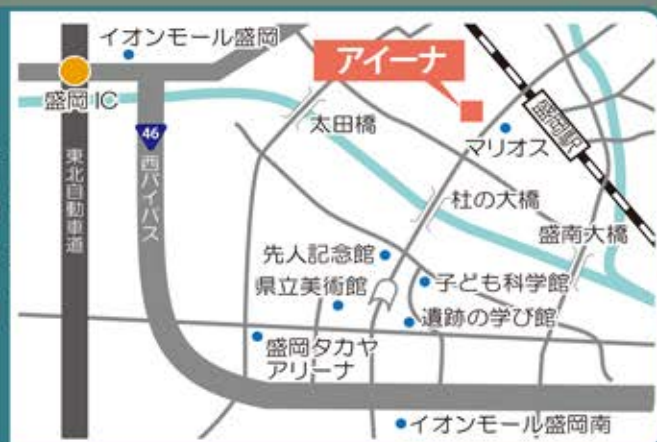 イオンモール盛岡
アイーナ
盛岡IC
太田橋
マリオス
盛岡駅
46
西バイパス
東北自動車道
杜の大橋
盛南大橋
先人記念館
子ども科学館
県立美術館
遺跡の学び館
盛岡タカヤ
アリーナ
イオンモール盛岡南